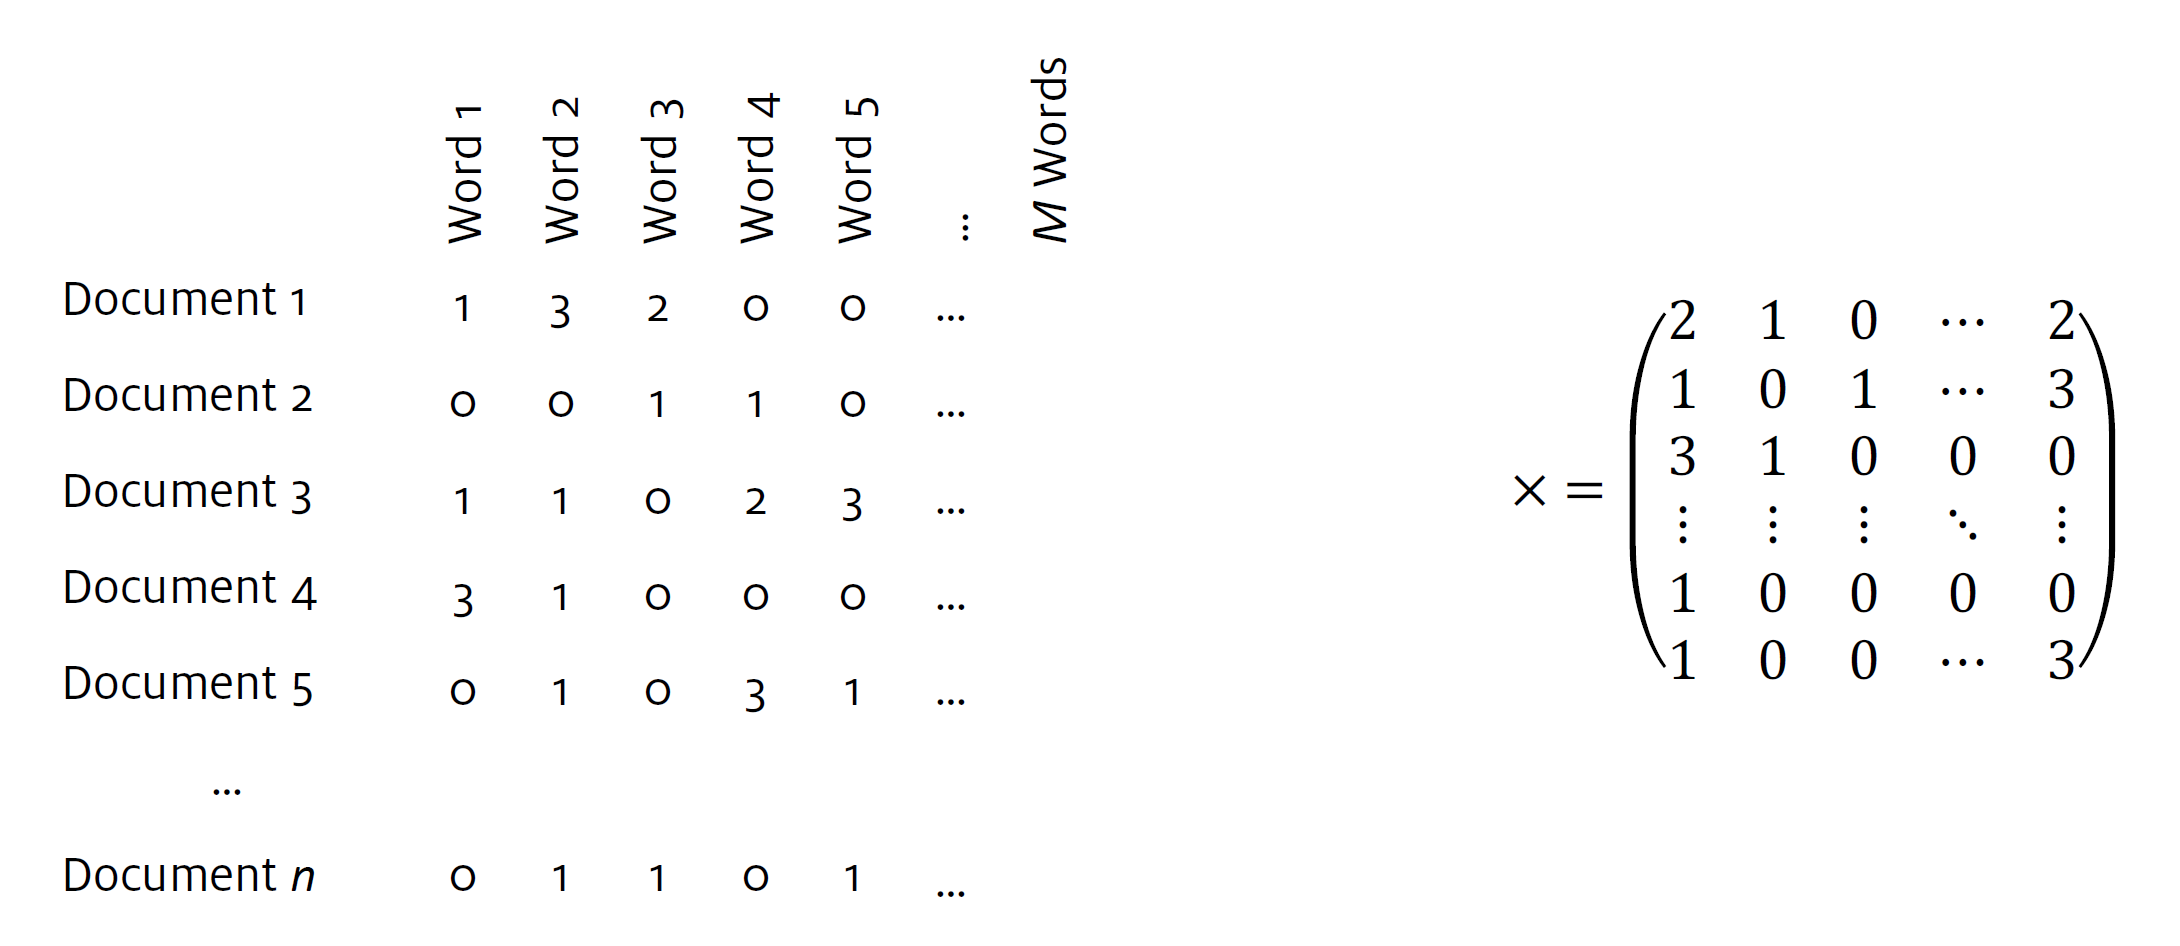 Word 1 Word 2 Word 3 Word 4 Word 5 ... M Words
Document 1 1 3 2 0 0 ...
Document 2 0 0 1 1 0 ...
Document 3 1 1 0 2 3 ...
Document 4 3 1 0 0 0 ...
Document 5 0 1 0 3 1 ...
...
Document n 0 1 1 0 1 ...
× =
2 1 0 ⋯ 2
1 0 1 ⋯ 3
3 1 0 0 0
⋮ ⋮ ⋮ ⋱ ⋮
1 0 0 0 0
1 0 0 ⋯ 3